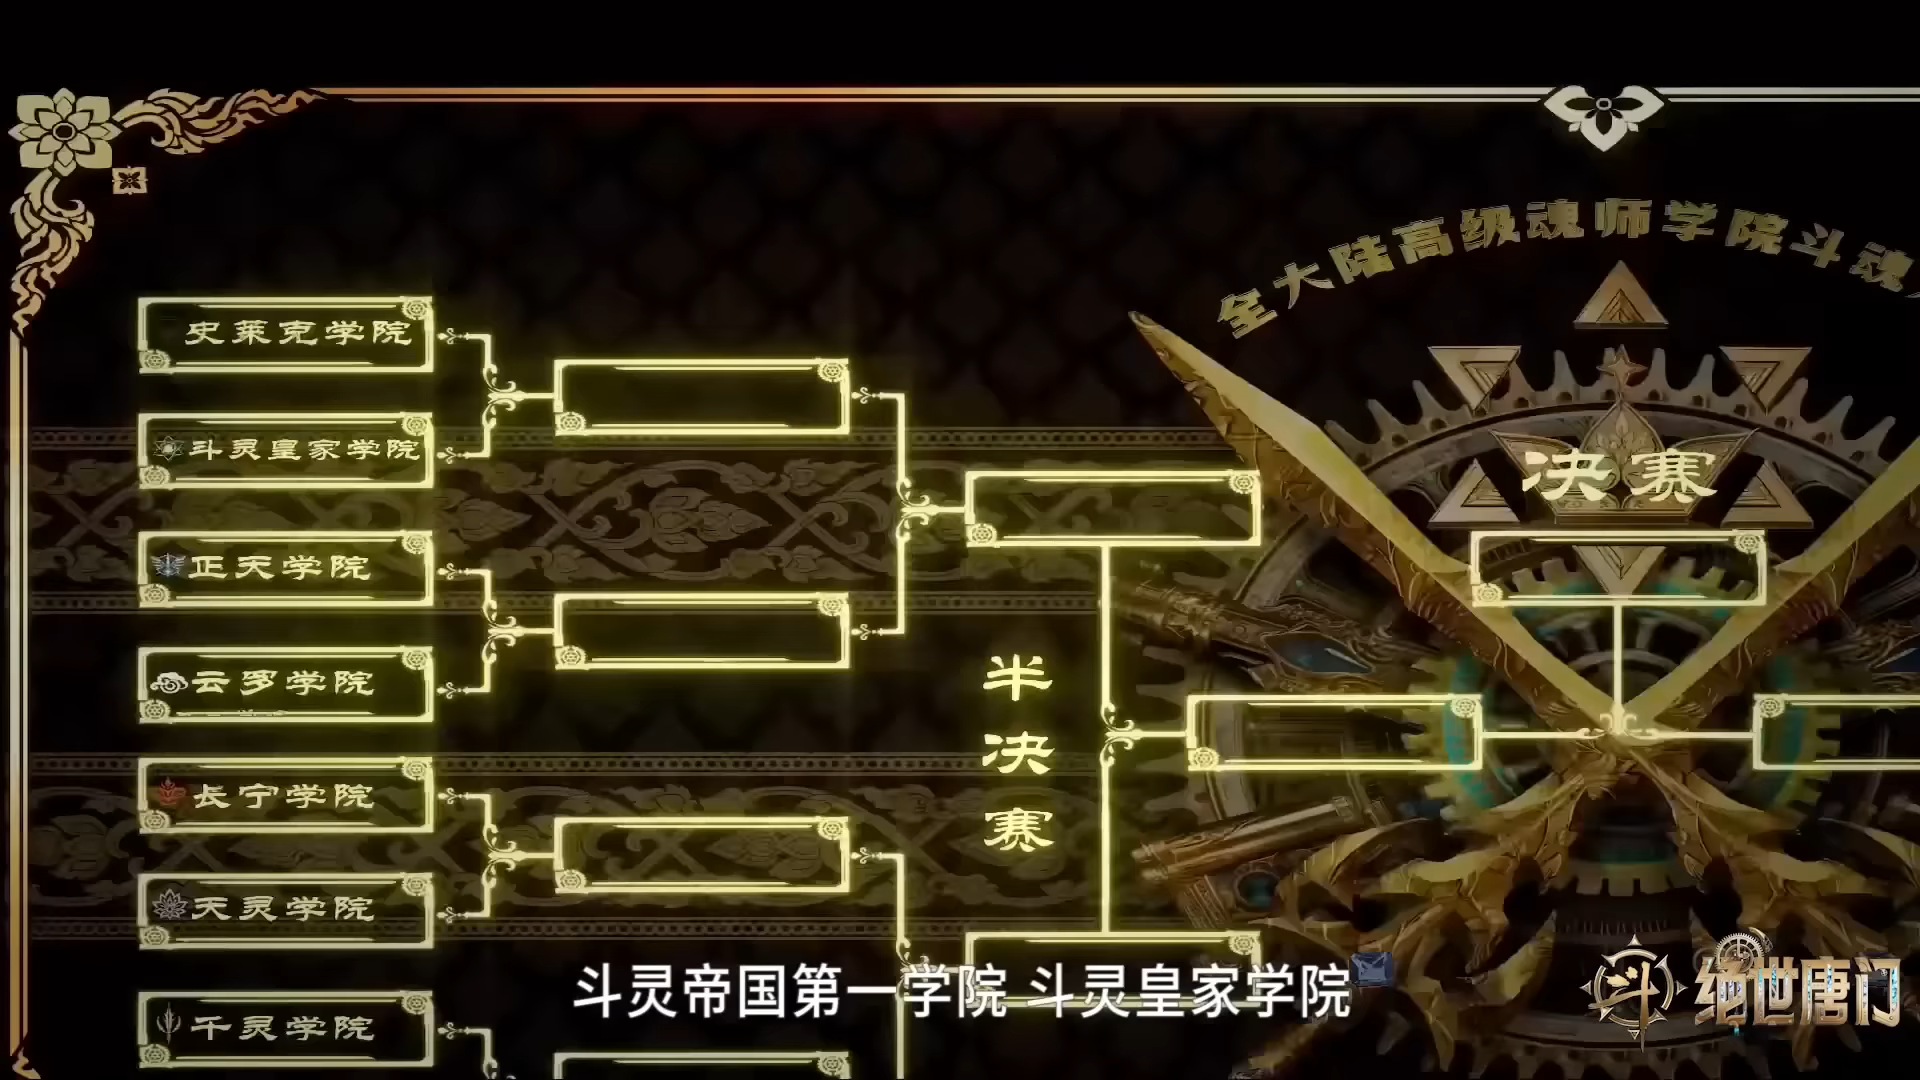 全大陆高级魂师学院斗魂
史莱克学院
斗灵皇家学院
正天学院
云罗学院
长宁学院
天灵学院
千灵学院
半决赛
决赛
斗灵帝国第一学院 斗灵皇家学院
斗 绝世唐门